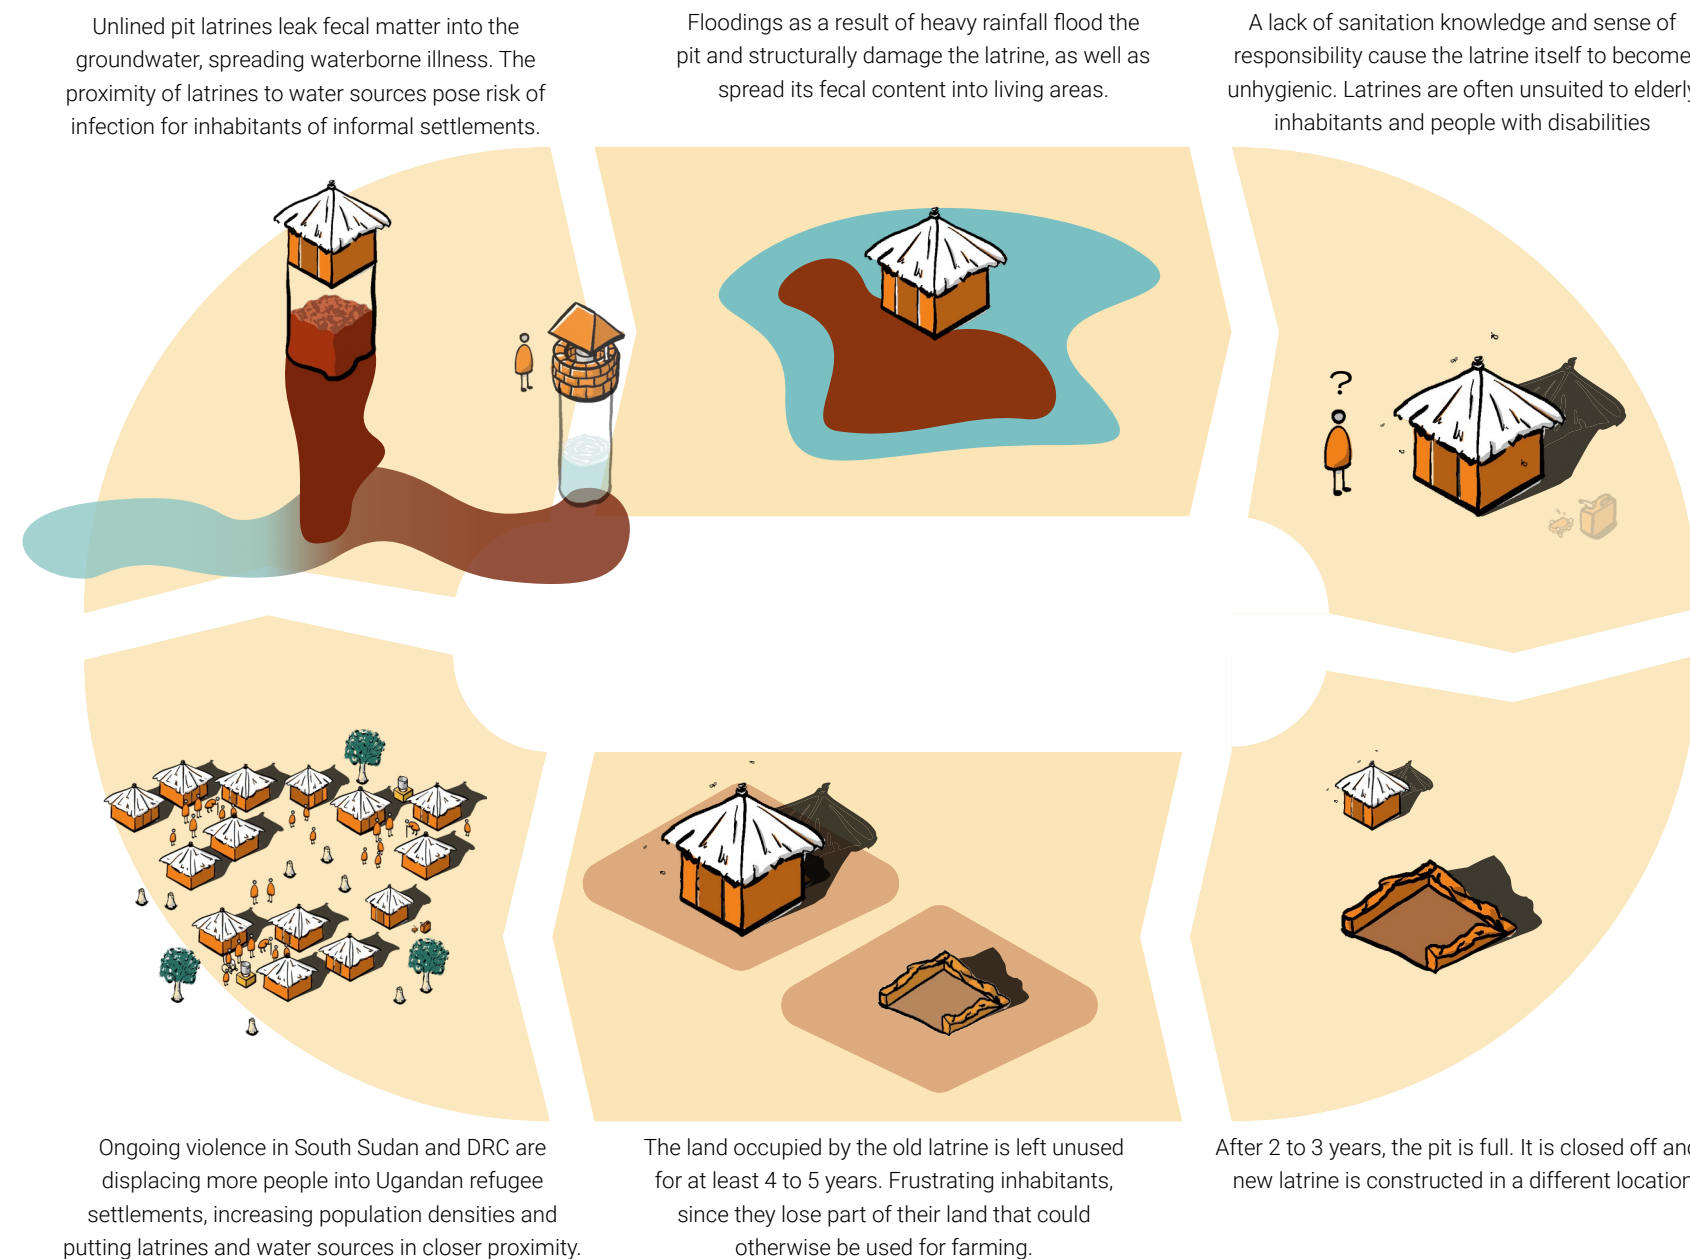 Unlined pit latrines leak fecal matter into the
groundwater, spreading waterborne illness. The
proximity of latrines to water sources pose risk of
infection for inhabitants of informal settlements.
Floodings as a result of heavy rainfall flood the
pit and structurally damage the latrine, as well as
spread its fecal content into living areas.
A lack of sanitation knowledge and sense of
responsibility cause the latrine itself to become
unhygienic. Latrines are often unsuited to elderly
inhabitants and people with disabilities
?
Ongoing violence in South Sudan and DRC are
displacing more people into Ugandan refugee
settlements, increasing population densities and
putting latrines and water sources in closer proximity.
The land occupied by the old latrine is left unused
for at least 4 to 5 years. Frustrating inhabitants,
since they lose part of their land that could
otherwise be used for farming.
After 2 to 3 years, the pit is full. It is closed off and
new latrine is constructed in a different location